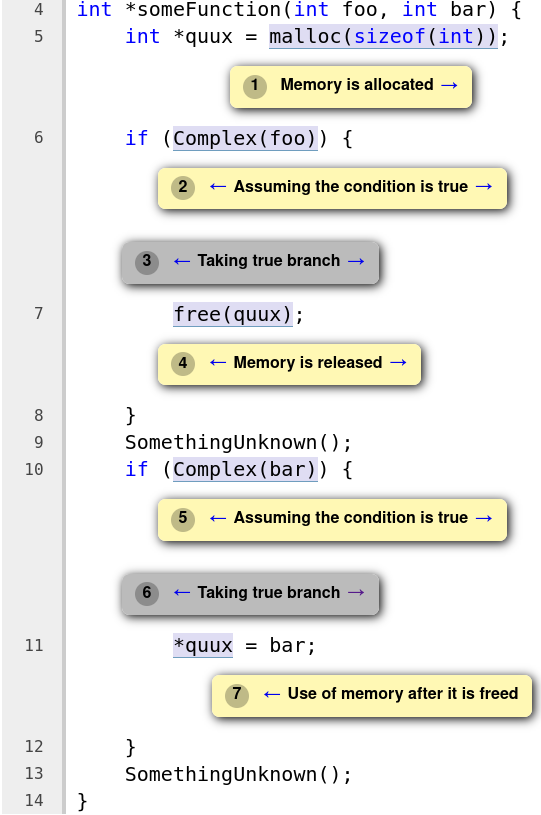 4 int *someFunction(int foo, int bar) {
5 int *quux = malloc(sizeof(int));
1 Memory is allocated →
6 if (Complex(foo)) {
2 ← Assuming the condition is true →
3 ← Taking true branch →
7 free(quux);
4 ← Memory is released →
8 }
9 SomethingUnknown();
10 if (Complex(bar)) {
5 ← Assuming the condition is true →
6 ← Taking true branch →
11 *quux = bar;
7 ← Use of memory after it is freed
12 }
13 SomethingUnknown();
14 }